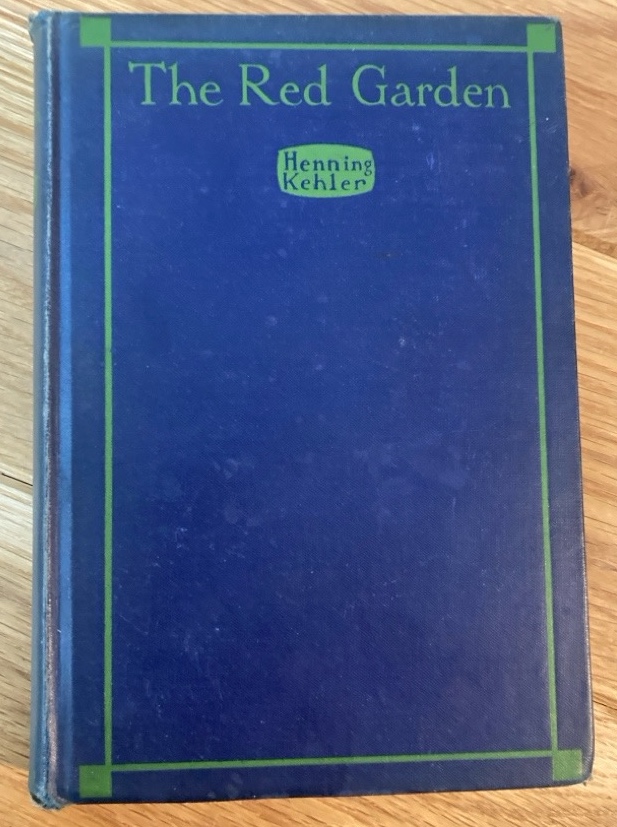 The Red Garden
Henning
Kehler